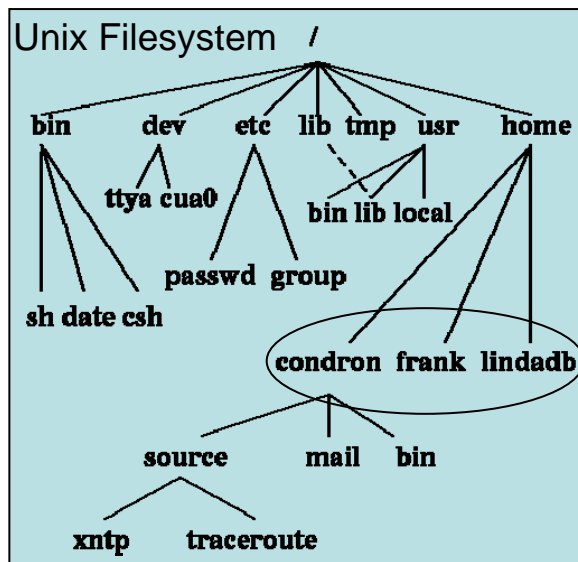 Unix Filesystem /
bin dev etc lib tmp usr home
ttya cua0 bin lib local
passwd group
sh date csh
condron frank lindadb
source mail bin
xntp traceroute